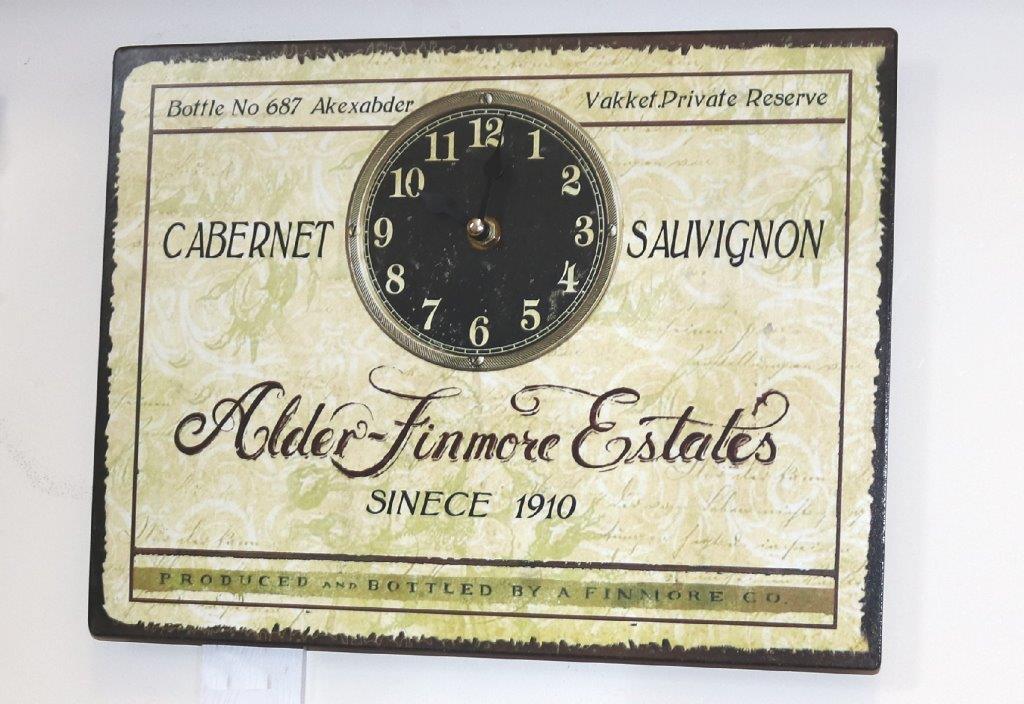 Bottle No 687 Akexabder
Vakket.Private Reserve
12
1
2
3
4
5
6
7
8
9
10
11
CABERNET
SAUVIGNON
Alder-Finmore Estates
SINECE 1910
PRODUCED AND BOTTLED BY A FINMORE CO.